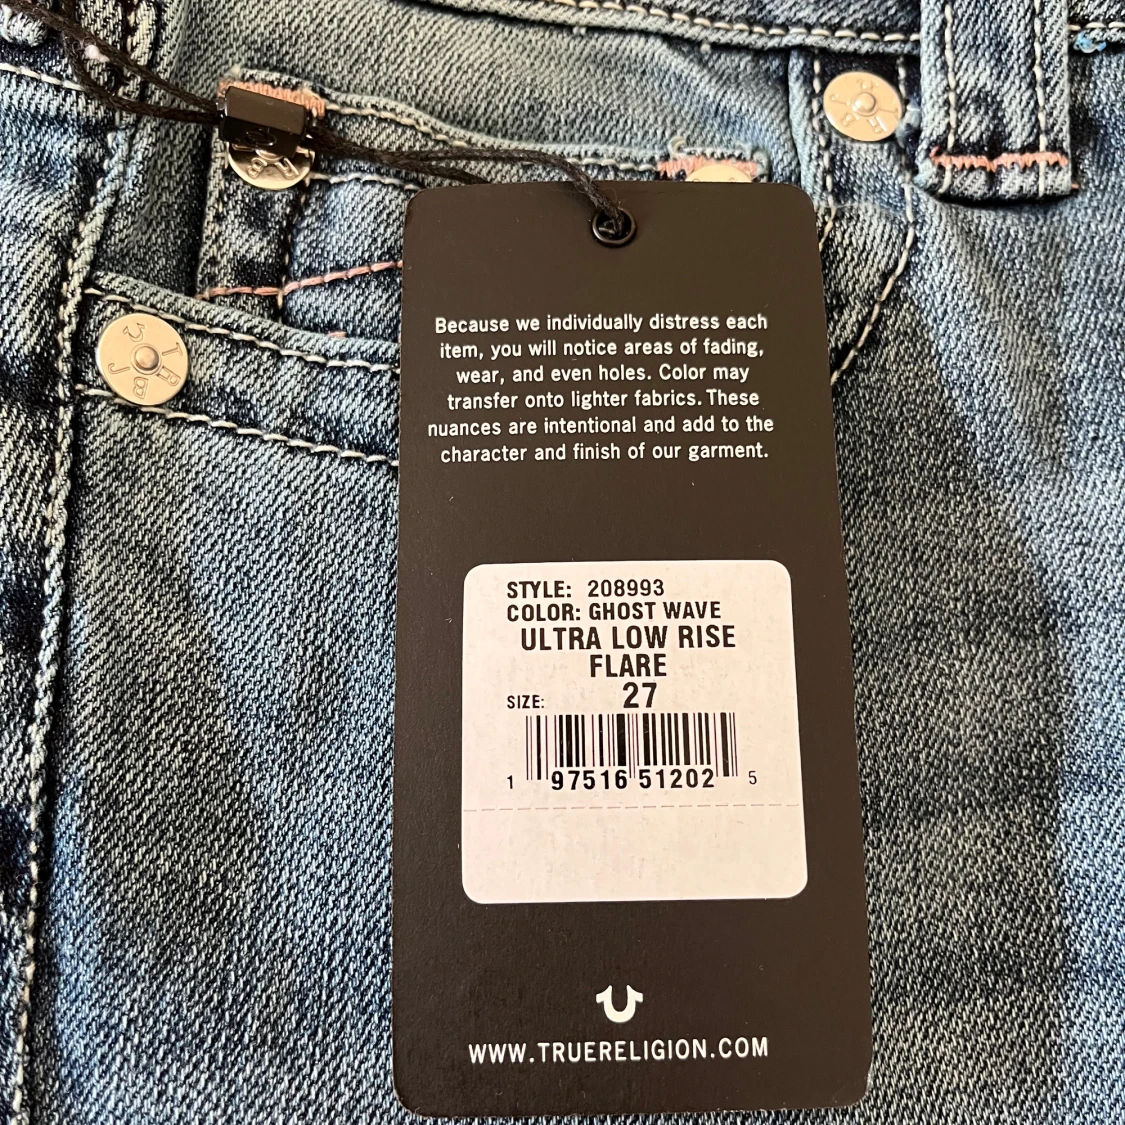 Because we individually distress each
item, you will notice areas of fading,
wear, and even holes. Color may
transfer onto lighter fabrics. These
nuances are intentional and add to the
character and finish of our garment.
STYLE: 208993
COLOR: GHOST WAVE
ULTRA LOW RISE
FLARE
SIZE: 27
1 97516 51202 5
WWW.TRUERELIGION.COM